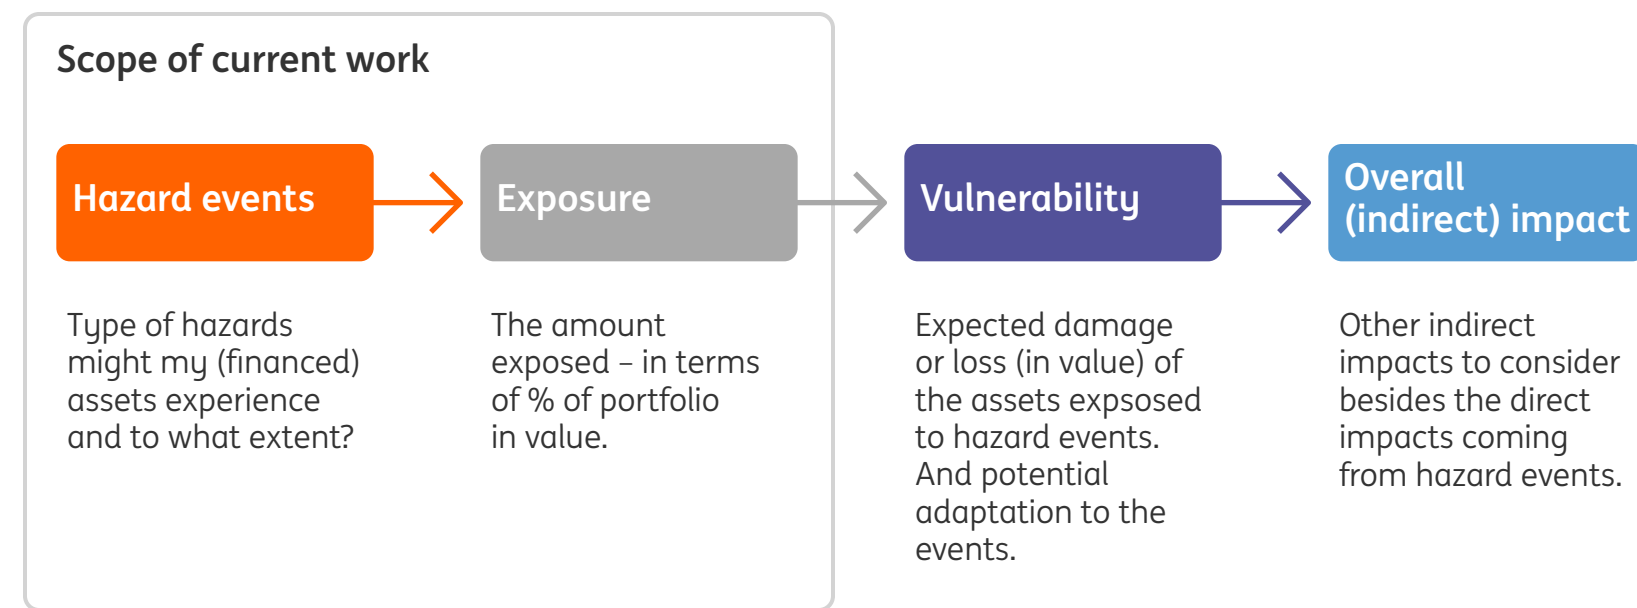 Scope of current work
Hazard events
Type of hazards
might my (financed)
assets experience
and to what extent?
Exposure
The amount
exposed – in terms
of % of portfolio
in value.
Vulnerability
Expected damage
or loss (in value) of
the assets expsosed
to hazard events.
And potential
adaptation to the
events.
Overall
(indirect) impact
Other indirect
impacts to consider
besides the direct
impacts coming
from hazard events.